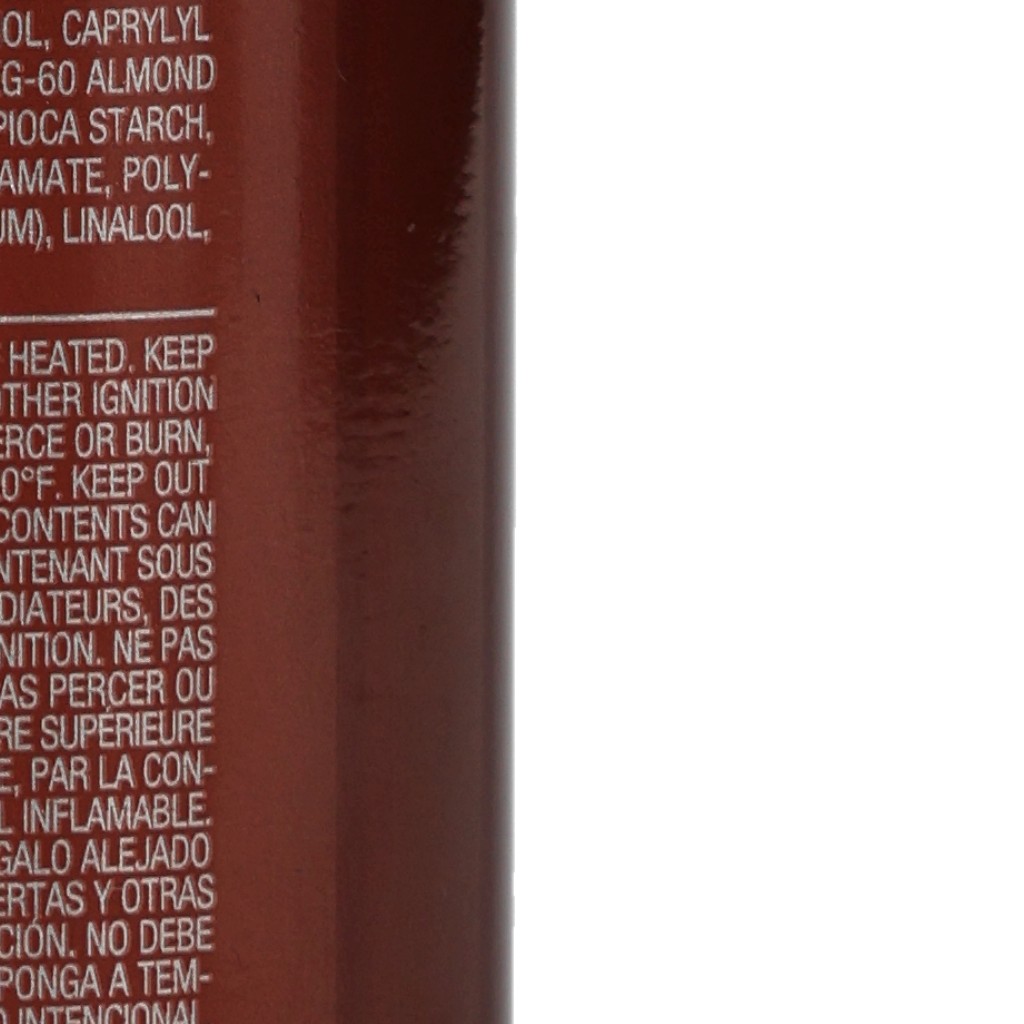 OL, CAPRYLYL
G-60 ALMOND
PIOCA STARCH,
AMATE, POLY-
UM), LINALOOL,
HEATED. KEEP
OTHER IGNITION
ERCE OR BURN,
0°F. KEEP OUT
CONTENTS CAN
NTENANT SOUS
DIATEURS, DES
NITION. NE PAS
AS PERCER OU
RE SUPÉRIEURE
E, PAR LA CON-
L INFLAMABLE.
GALO ALEJADO
ERTAS Y OTRAS
CIÓN. NO DEBE
PONGA A TEM-
O INTENCIONAL